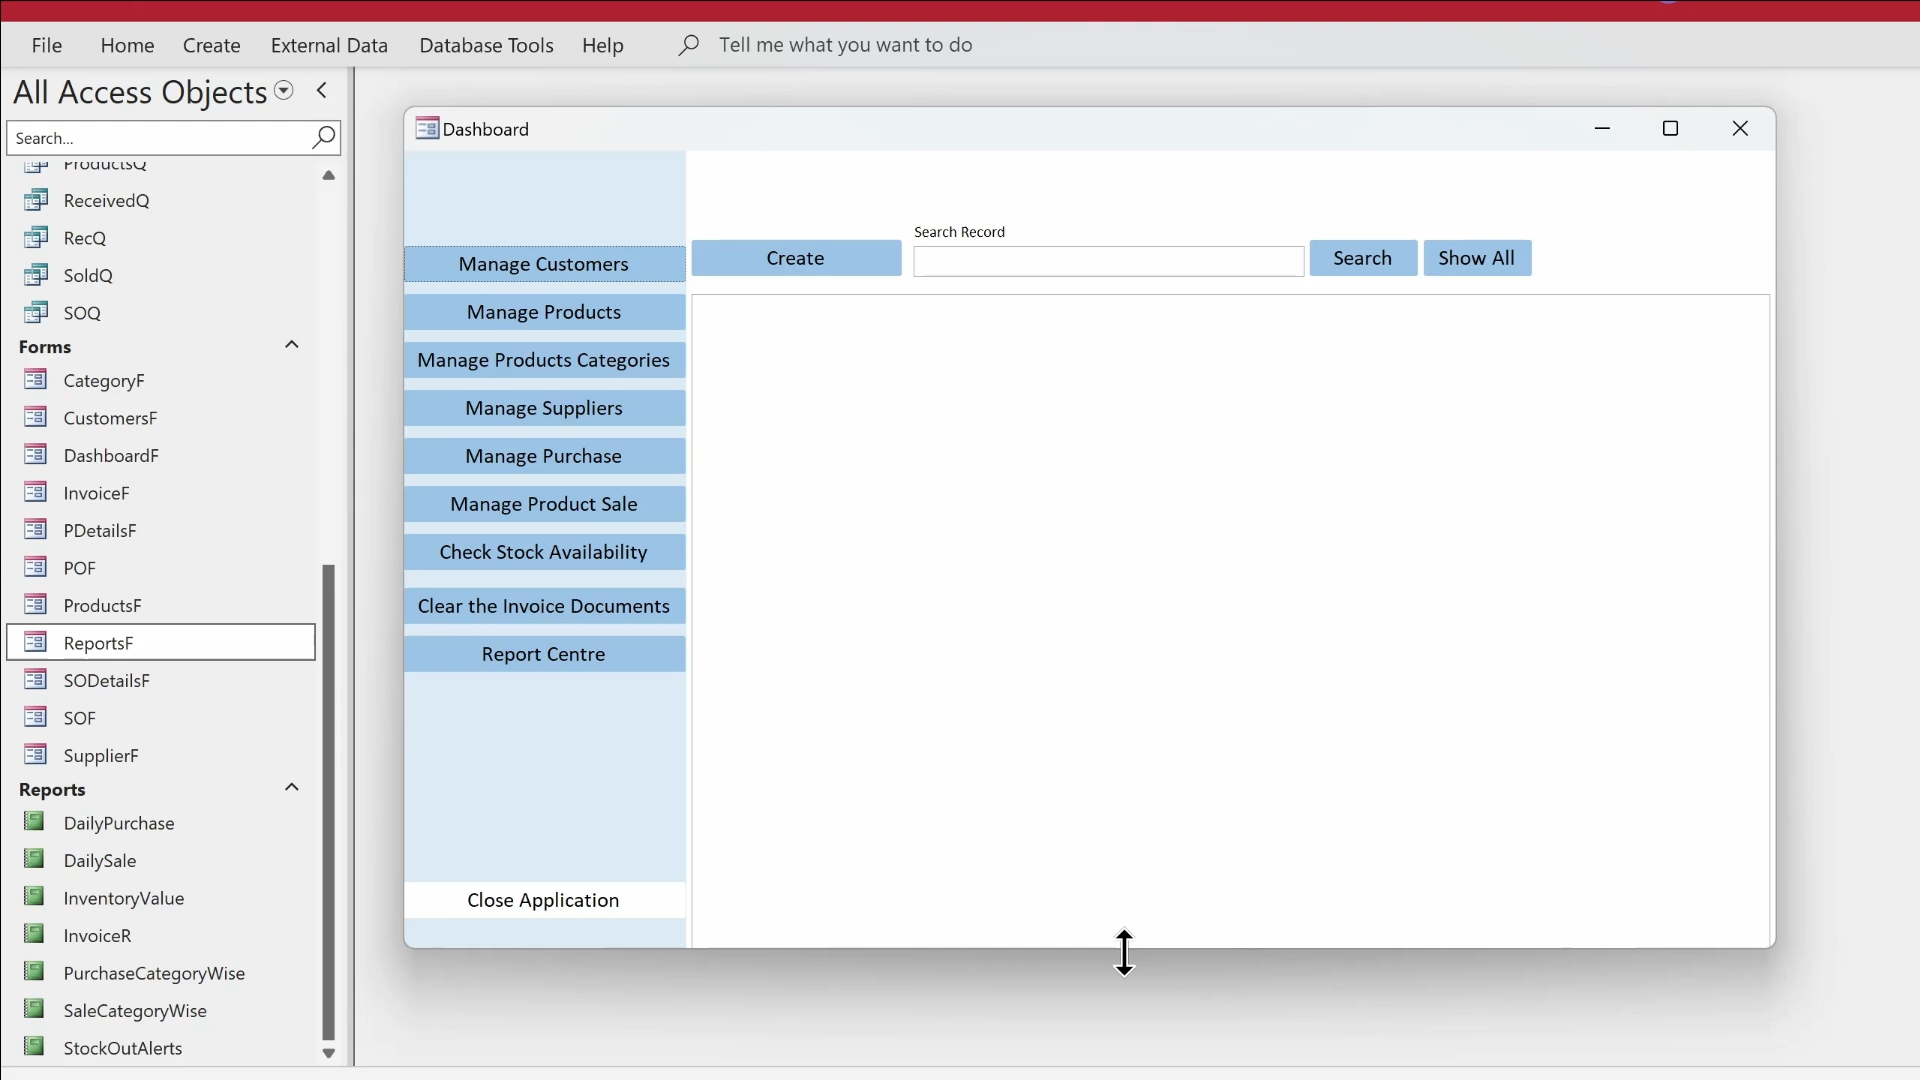 File Home Create External Data Database Tools Help Tell me what you want to do
All Access Objects
Search...
ProductsQ
ReceivedQ
RecQ
SoldQ
SOQ
Forms
CategoryF
CustomersF
DashboardF
InvoiceF
PDetailsF
POF
ProductsF
ReportsF
SODetailsF
SOF
SupplierF
Reports
DailyPurchase
DailySale
InventoryValue
InvoiceR
PurchaseCategoryWise
SaleCategoryWise
StockOutAlerts
Dashboard
Manage Customers
Manage Products
Manage Products Categories
Manage Suppliers
Manage Purchase
Manage Product Sale
Check Stock Availability
Clear the Invoice Documents
Report Centre
Close Application
Search Record
Create Search Show All